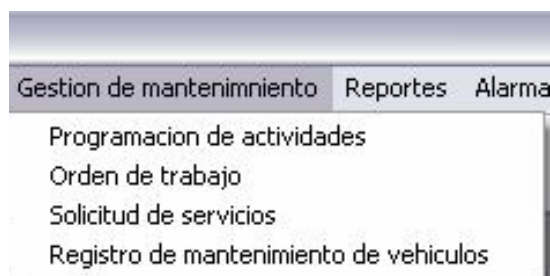 Gestion de mantenimniento Reportes Alarma
Programacion de actividades
Orden de trabajo
Solicitud de servicios
Registro de mantenimiento de vehiculos